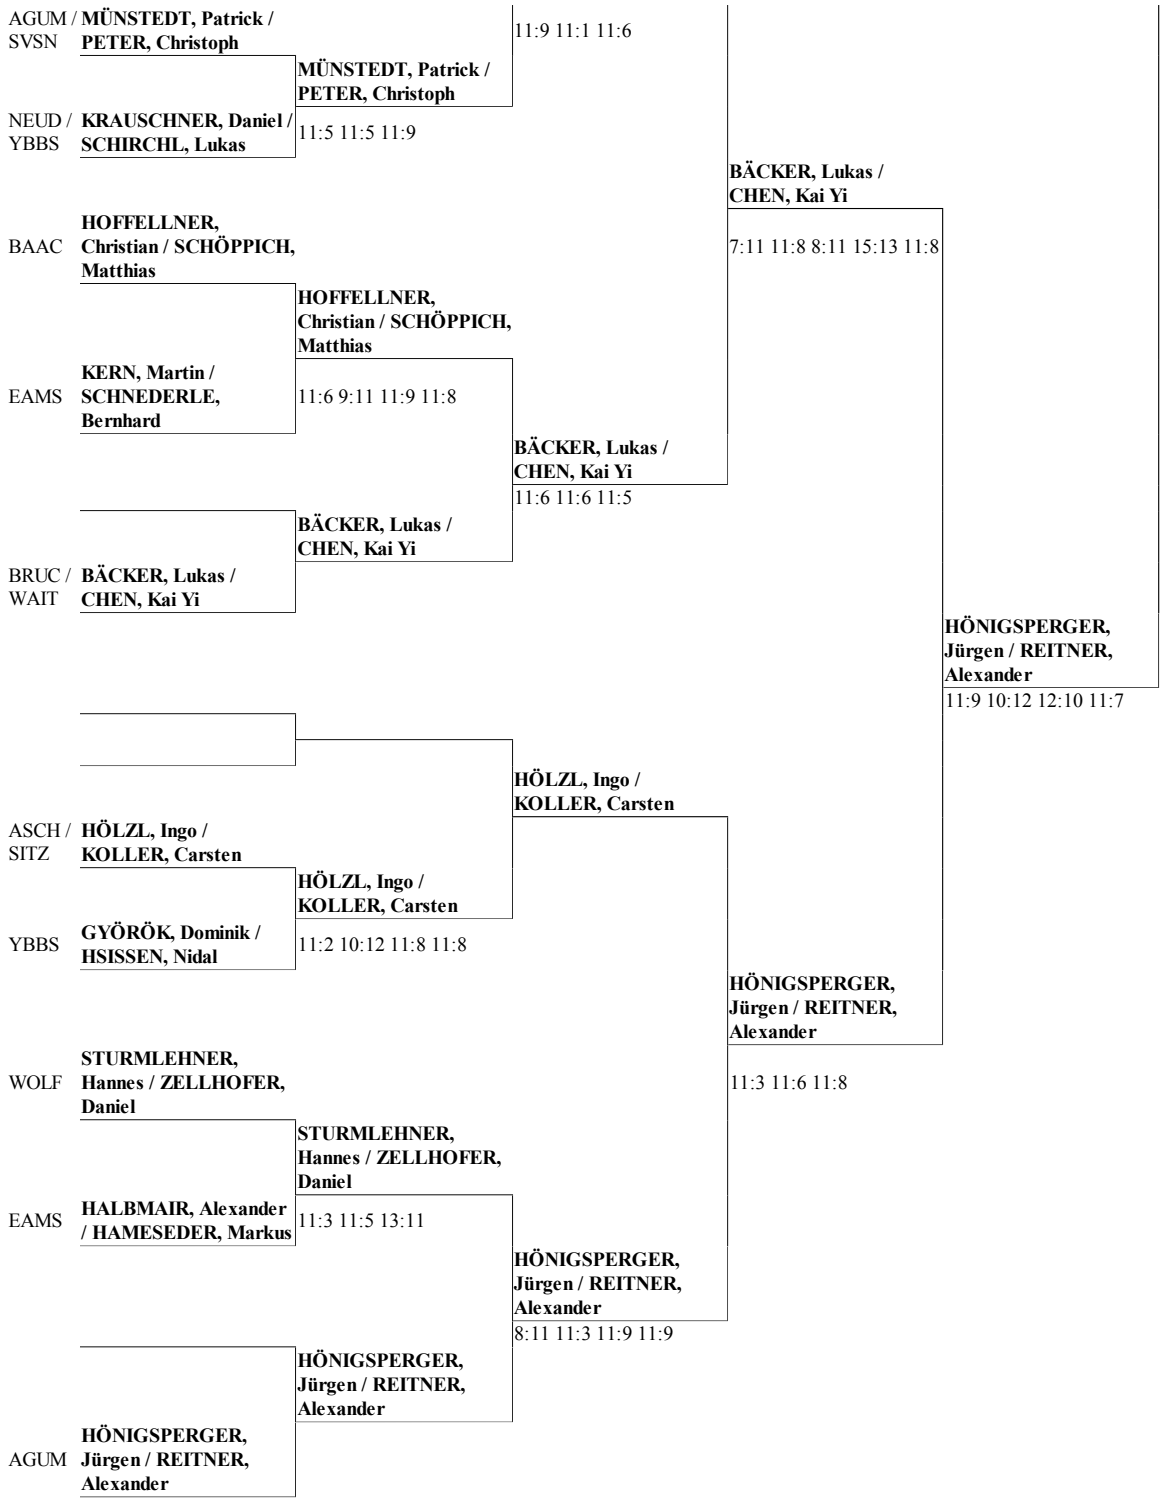 AGUM / MÜNSTEDT, Patrick /
SVSN PETER, Christoph
11:9 11:1 11:6
MÜNSTEDT, Patrick /
PETER, Christoph
NEUD / KRAUSCHNER, Daniel /
YBBS SCHIRCHL, Lukas
11:5 11:5 11:9
BÄCKER, Lukas /
CHEN, Kai Yi
HOFFELLNER,
BAAC Christian / SCHÖPPICH,
Matthias
7:11 11:8 8:11 15:13 11:8
HOFFELLNER,
Christian / SCHÖPPICH,
Matthias
KERN, Martin /
EAMS SCHNEDERLE,
Bernhard
11:6 9:11 11:9 11:8
BÄCKER, Lukas /
CHEN, Kai Yi
11:6 11:6 11:5
BÄCKER, Lukas /
CHEN, Kai Yi
BRUC / BÄCKER, Lukas /
WAIT CHEN, Kai Yi
HÖNIGSPERGER,
Jürgen / REITNER,
Alexander
11:9 10:12 12:10 11:7
HÖLZL, Ingo /
KOLLER, Carsten
ASCH / HÖLZL, Ingo /
SITZ KOLLER, Carsten
HÖLZL, Ingo /
KOLLER, Carsten
GYÖRÖK, Dominik /
YBBS HSISSEN, Nidal
11:2 10:12 11:8 11:8
HÖNIGSPERGER,
Jürgen / REITNER,
Alexander
STURMLEHNER,
WOLF Hannes / ZELLHOFER,
Daniel
11:3 11:6 11:8
STURMLEHNER,
Hannes / ZELLHOFER,
Daniel
HALBMAIR, Alexander
EAMS / HAMESEDER, Markus
11:3 11:5 13:11
HÖNIGSPERGER,
Jürgen / REITNER,
Alexander
8:11 11:3 11:9 11:9
HÖNIGSPERGER,
Jürgen / REITNER,
Alexander
HÖNIGSPERGER,
AGUM Jürgen / REITNER,
Alexander